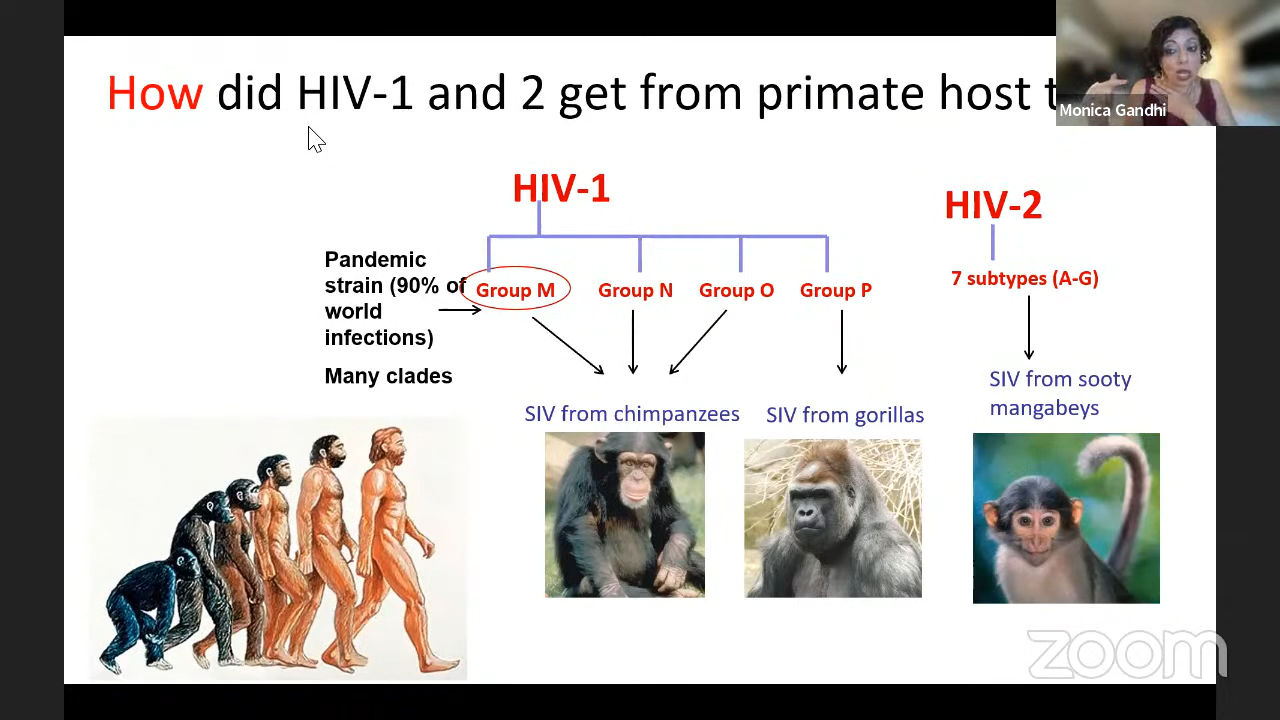 How did HIV-1 and 2 get from primate host
Monica Gandhi
HIV-1
HIV-2
Pandemic
strain (90% of
world
infections)
Many clades
Group M
Group N
Group O
Group P
7 subtypes (A-G)
SIV from chimpanzees
SIV from gorillas
SIV from sooty
mangabeys
zoom